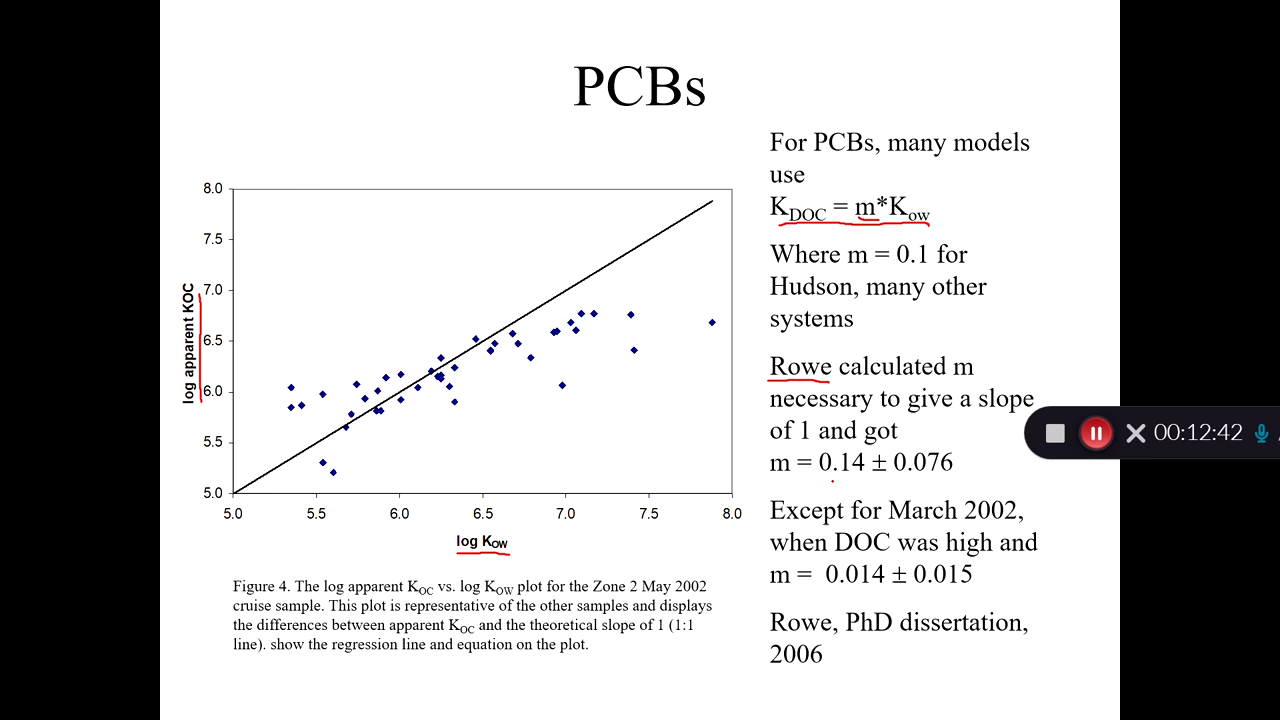 PCBs
For PCBs, many models
use
K_DOC = m*K_ow
Where m = 0.1 for
Hudson, many other
systems
Rowe calculated m
necessary to give a slope
of 1 and got
m = 0.14 ± 0.076
Except for March 2002,
when DOC was high and
m =  0.014 ± 0.015
Rowe, PhD dissertation,
2006
8.0
7.5
7.0
6.5
6.0
5.5
5.0
log apparent KOC
5.0 5.5 6.0 6.5 7.0 7.5 8.0
log K_OW
Figure 4. The log apparent K_OC vs. log K_OW plot for the Zone 2 May 2002
cruise sample. This plot is representative of the other samples and displays
the differences between apparent K_OC and the theoretical slope of 1 (1:1
line). show the regression line and equation on the plot.
00:12:42